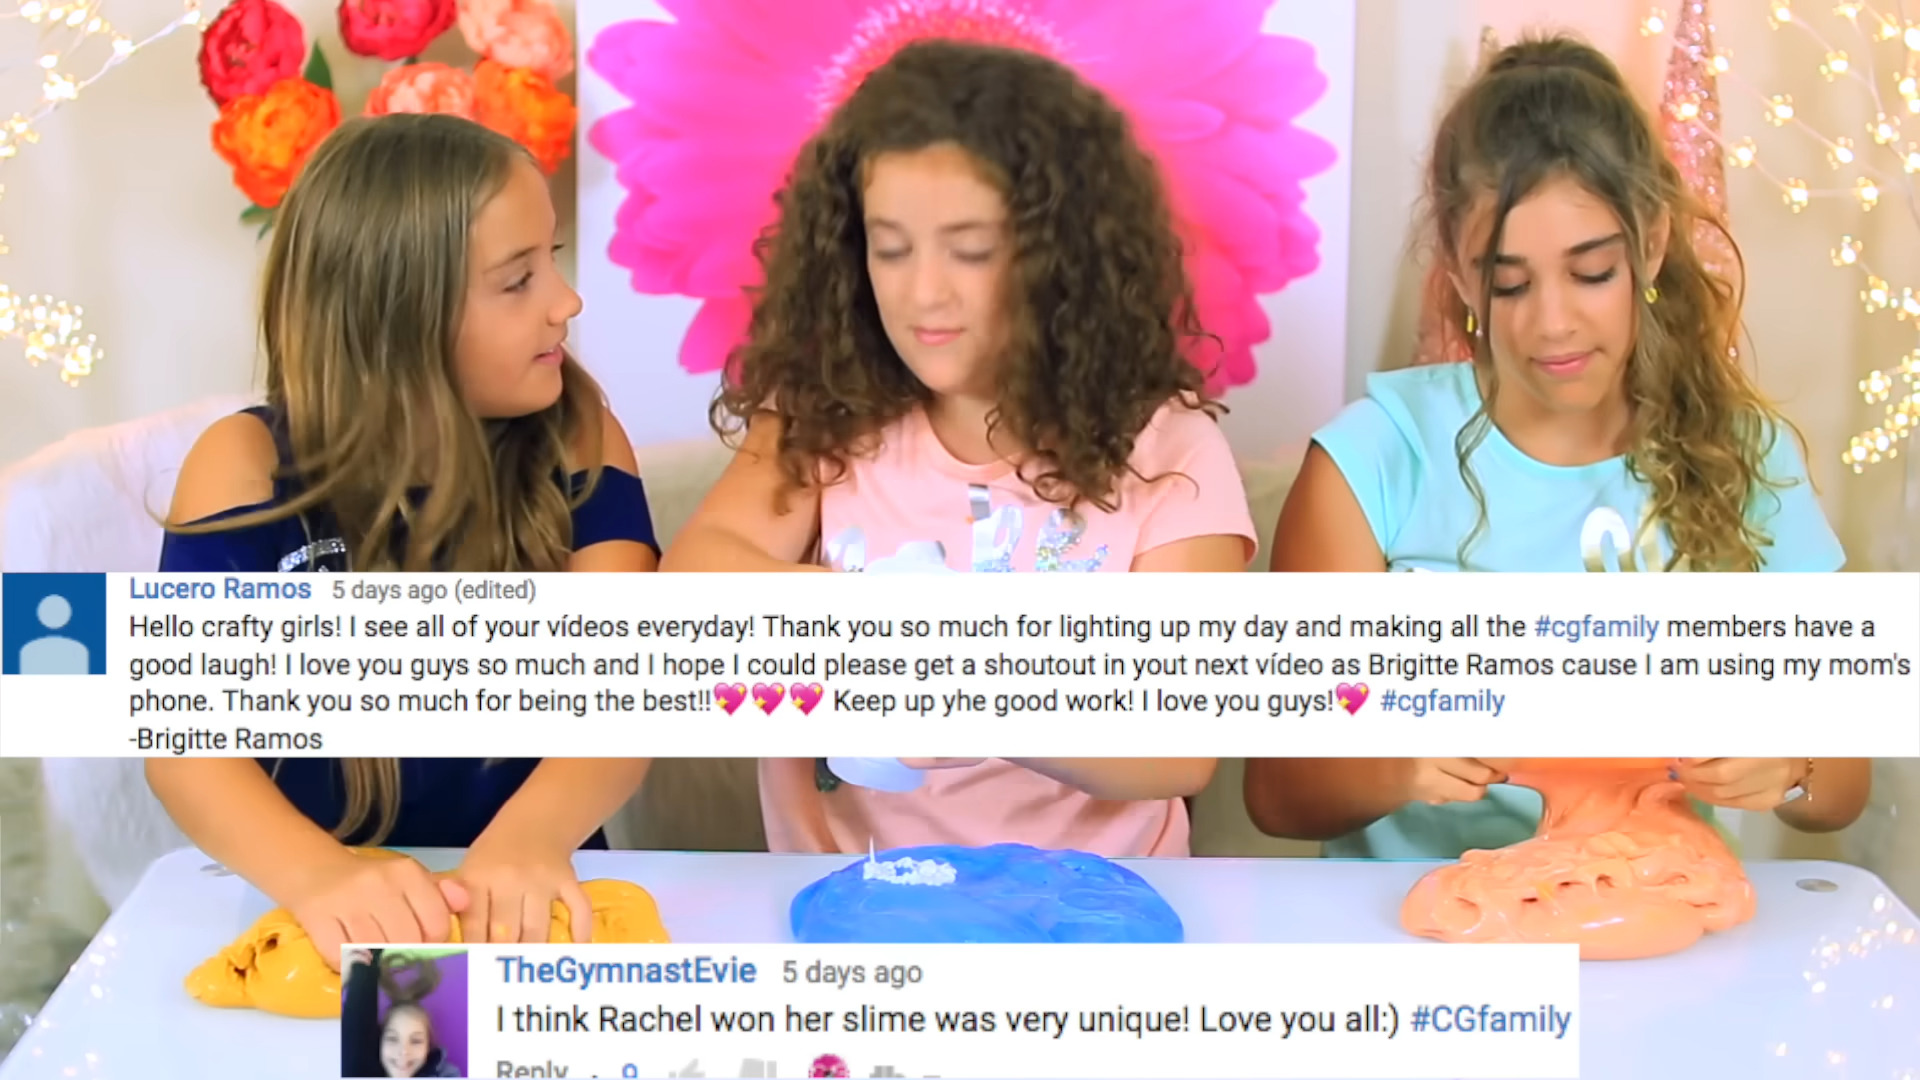 Lucero Ramos 5 days ago (edited)
Hello crafty girls! I see all of your vídeos everyday! Thank you so much for lighting up my day and making all the #cgfamily members have a
good laugh! I love you guys so much and I hope I could please get a shoutout in yout next vídeo as Brigitte Ramos cause I am using my mom's
phone. Thank you so much for being the best!!💖💖💖 Keep up yhe good work! I love you guys!💖 #cgfamily
-Brigitte Ramos
TheGymnastEvie 5 days ago
I think Rachel won her slime was very unique! Love you all:) #CGfamily
Reply · 9